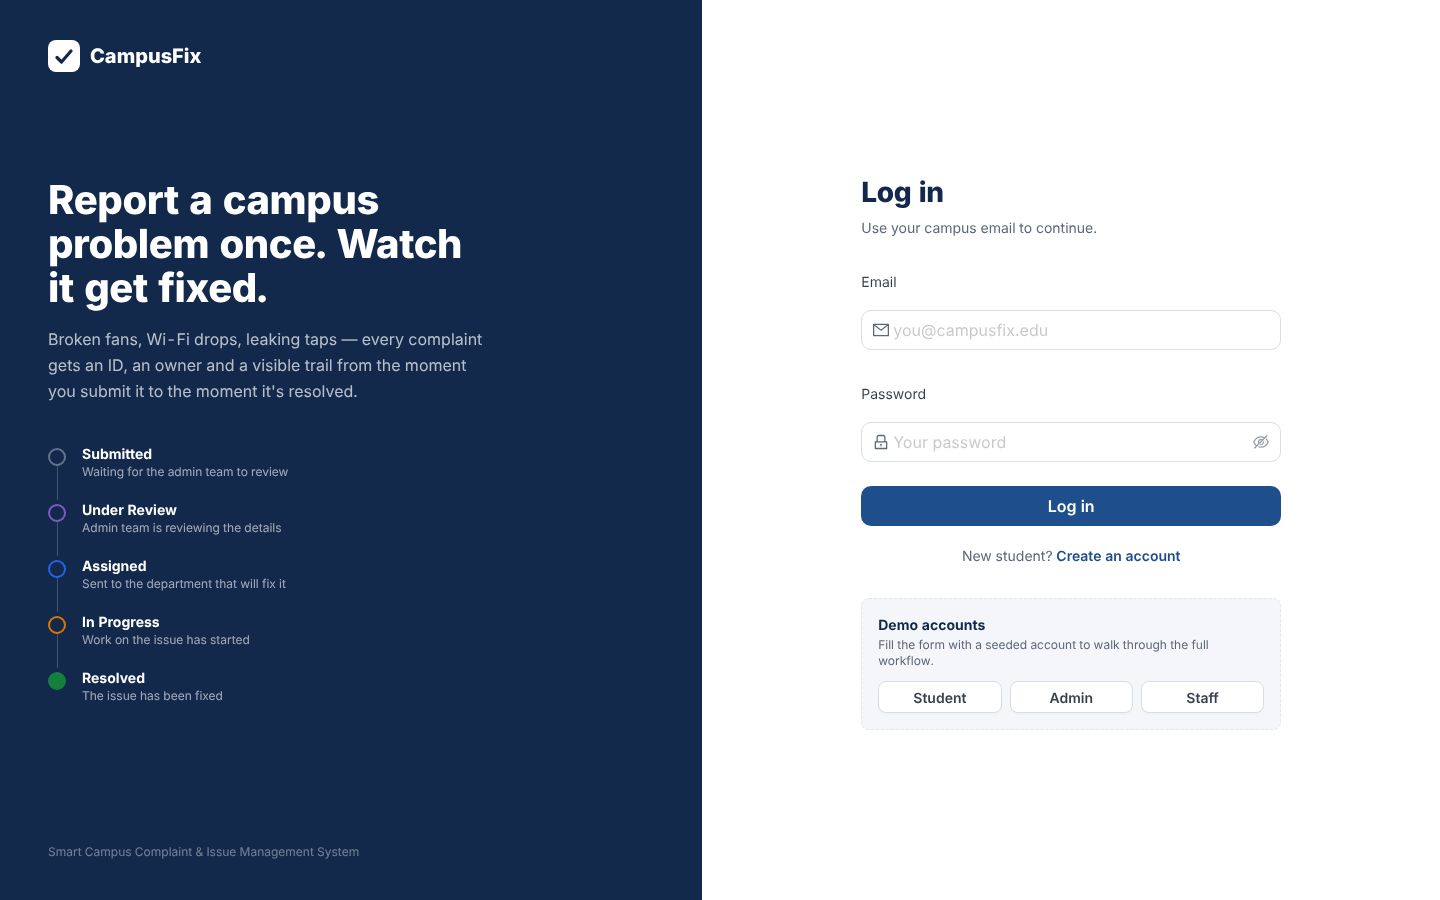 CampusFix
Report a campus
problem once. Watch
it get fixed.
Broken fans, Wi-Fi drops, leaking taps — every complaint
gets an ID, an owner and a visible trail from the moment
you submit it to the moment it's resolved.
Submitted
Waiting for the admin team to review
Under Review
Admin team is reviewing the details
Assigned
Sent to the department that will fix it
In Progress
Work on the issue has started
Resolved
The issue has been fixed
Smart Campus Complaint & Issue Management System
Log in
Use your campus email to continue.
Email
you@campusfix.edu
Password
Your password
Log in
New student? Create an account
Demo accounts
Fill the form with a seeded account to walk through the full
workflow.
Student
Admin
Staff